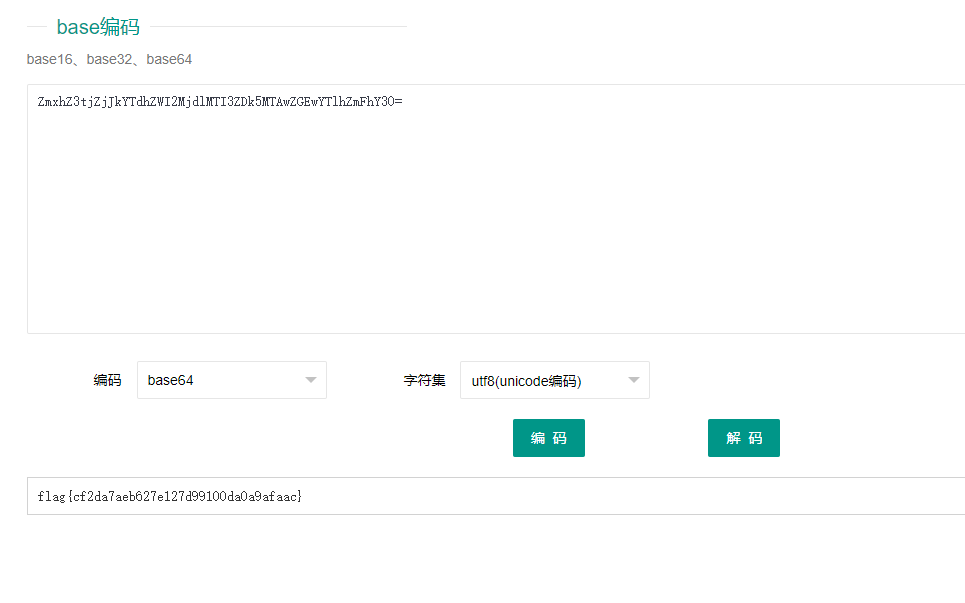 base编码
base16、base32、base64
ZmxhZ3tjZjJkYTdhZWI2MjdlMTI3ZDk5MTAwZGEwYTlhZmFhY30=
编码 base64 字符集 utf8(unicode编码)
编 码 解 码
flag{cf2da7aeb627e127d99100da0a9afaac}